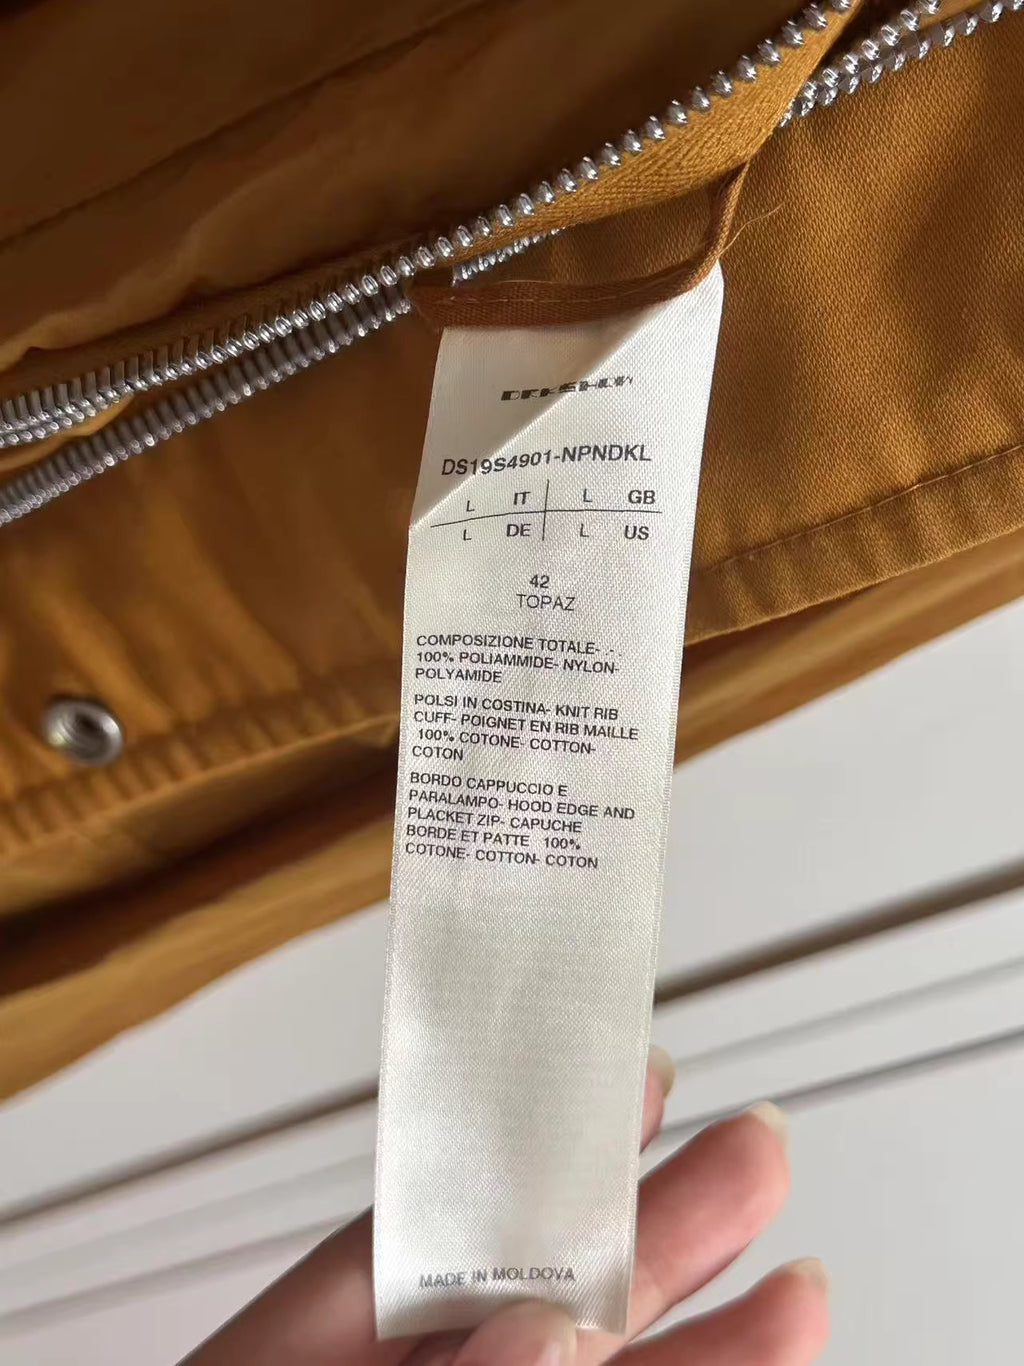 DRKSHDW
DS19S4901-NPNDKL
L IT L GB
L DE L US
42
TOPAZ
COMPOSIZIONE TOTALE- - -
100% POLIAMMIDE- NYLON-
POLYAMIDE
POLSI IN COSTINA- KNIT RIB
CUFF- POIGNET EN RIB MAILLE
100% COTONE- COTTON-
COTON
BORDO CAPPUCCIO E
PARALAMPO- HOOD EDGE AND
PLACKET ZIP- CAPUCHE
BORDE ET PATTE 100%
COTONE- COTTON- COTON
MADE IN MOLDOVA